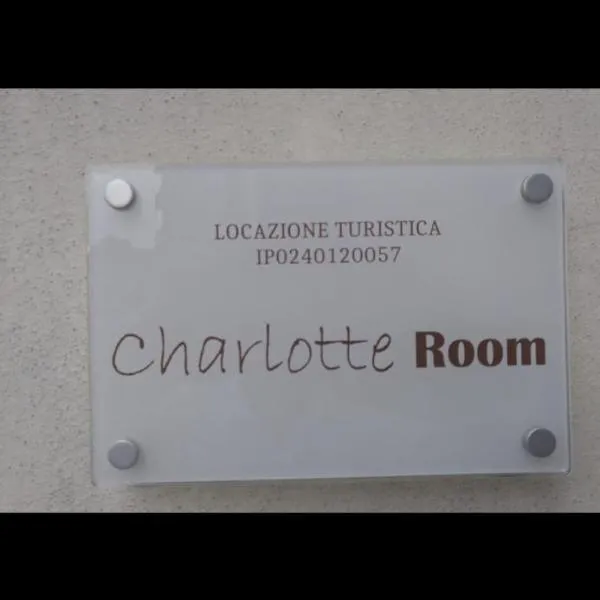 LOCAZIONE TURISTICA
IP0240120057
Charlotte Room